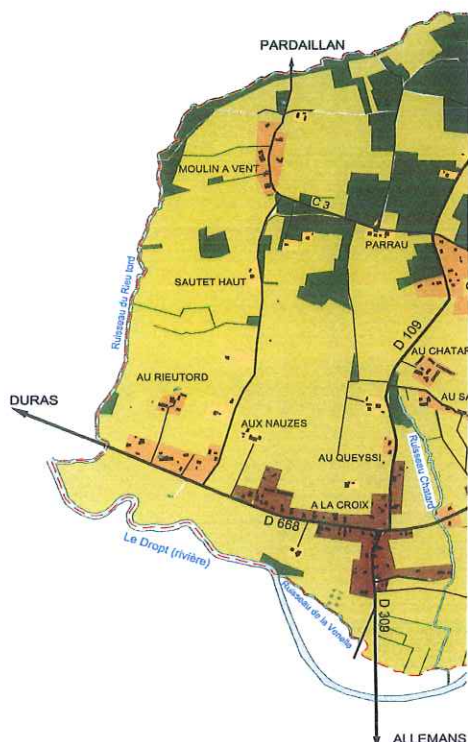 PARDAILLAN
MOULIN A VENT
C 3
PARRAU
SAUTET HAUT
Ruisseau du Rieu tord
D 109
AU CHATAR
AU RIEUTORD
DURAS
AU SA
AUX NAUZES
AU QUEYSSI
Ruisseau Chatard
A LA CROIX
D 668
Le Dropt (rivière)
Ruisseau de la Venelle
D 309
ALLEMANS